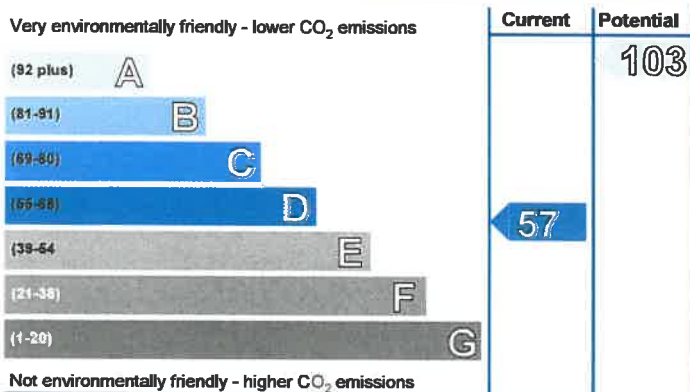 Very environmentally friendly - lower CO₂ emissions
Current
Potential
(92 plus) A
103
(81-91) B
(69-80) C
(55-68) D
57
(39-54 E
(21-38) F
(1-20) G
Not environmentally friendly - higher CO₂ emissions